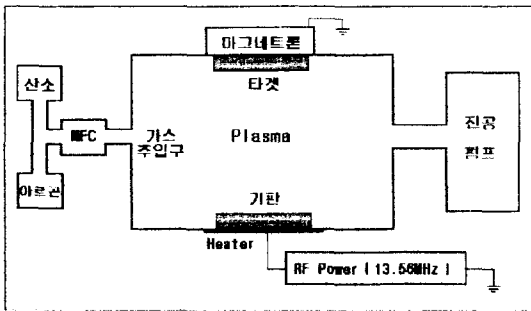 마그네트론
산소
타겟
MFC
가스
주입구
Plasma
진공
펌프
아르곤
기판
Heater
RF Power ( 13.56MHz )